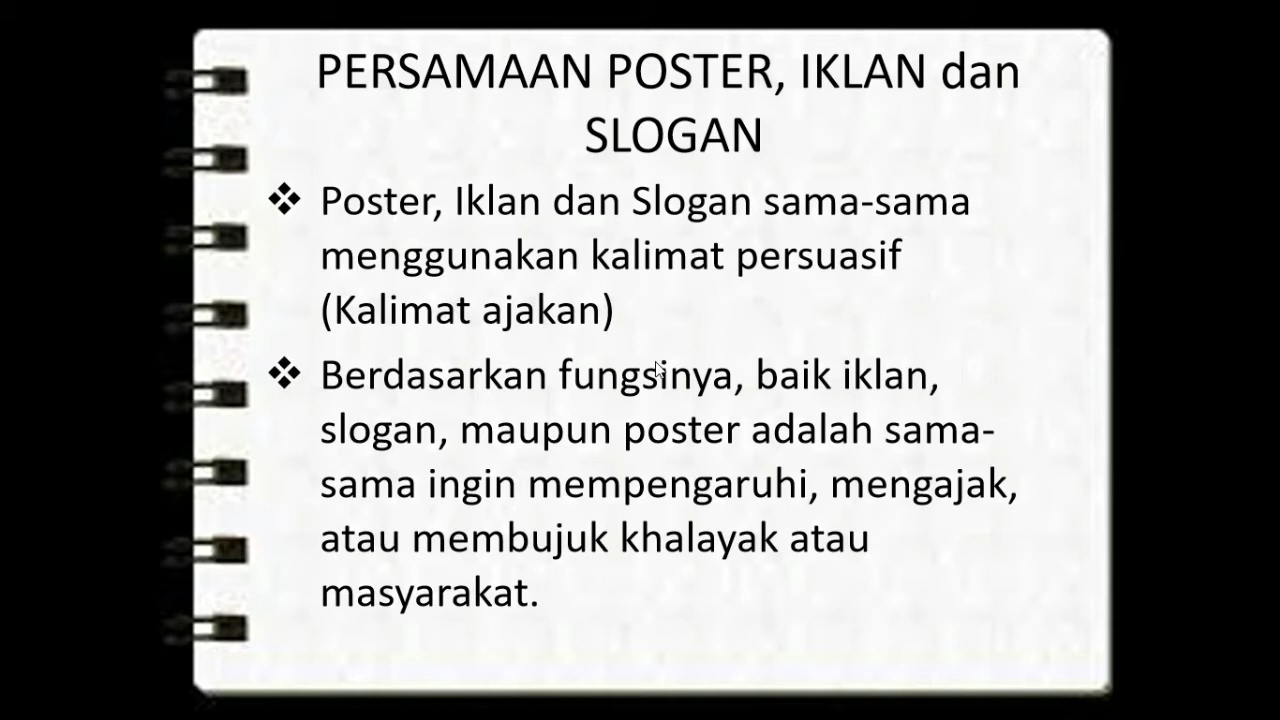 PERSAMAAN POSTER, IKLAN dan
SLOGAN
❖ Poster, Iklan dan Slogan sama-sama
menggunakan kalimat persuasif
(Kalimat ajakan)
❖ Berdasarkan fungsinya, baik iklan,
slogan, maupun poster adalah sama-
sama ingin mempengaruhi, mengajak,
atau membujuk khalayak atau
masyarakat.